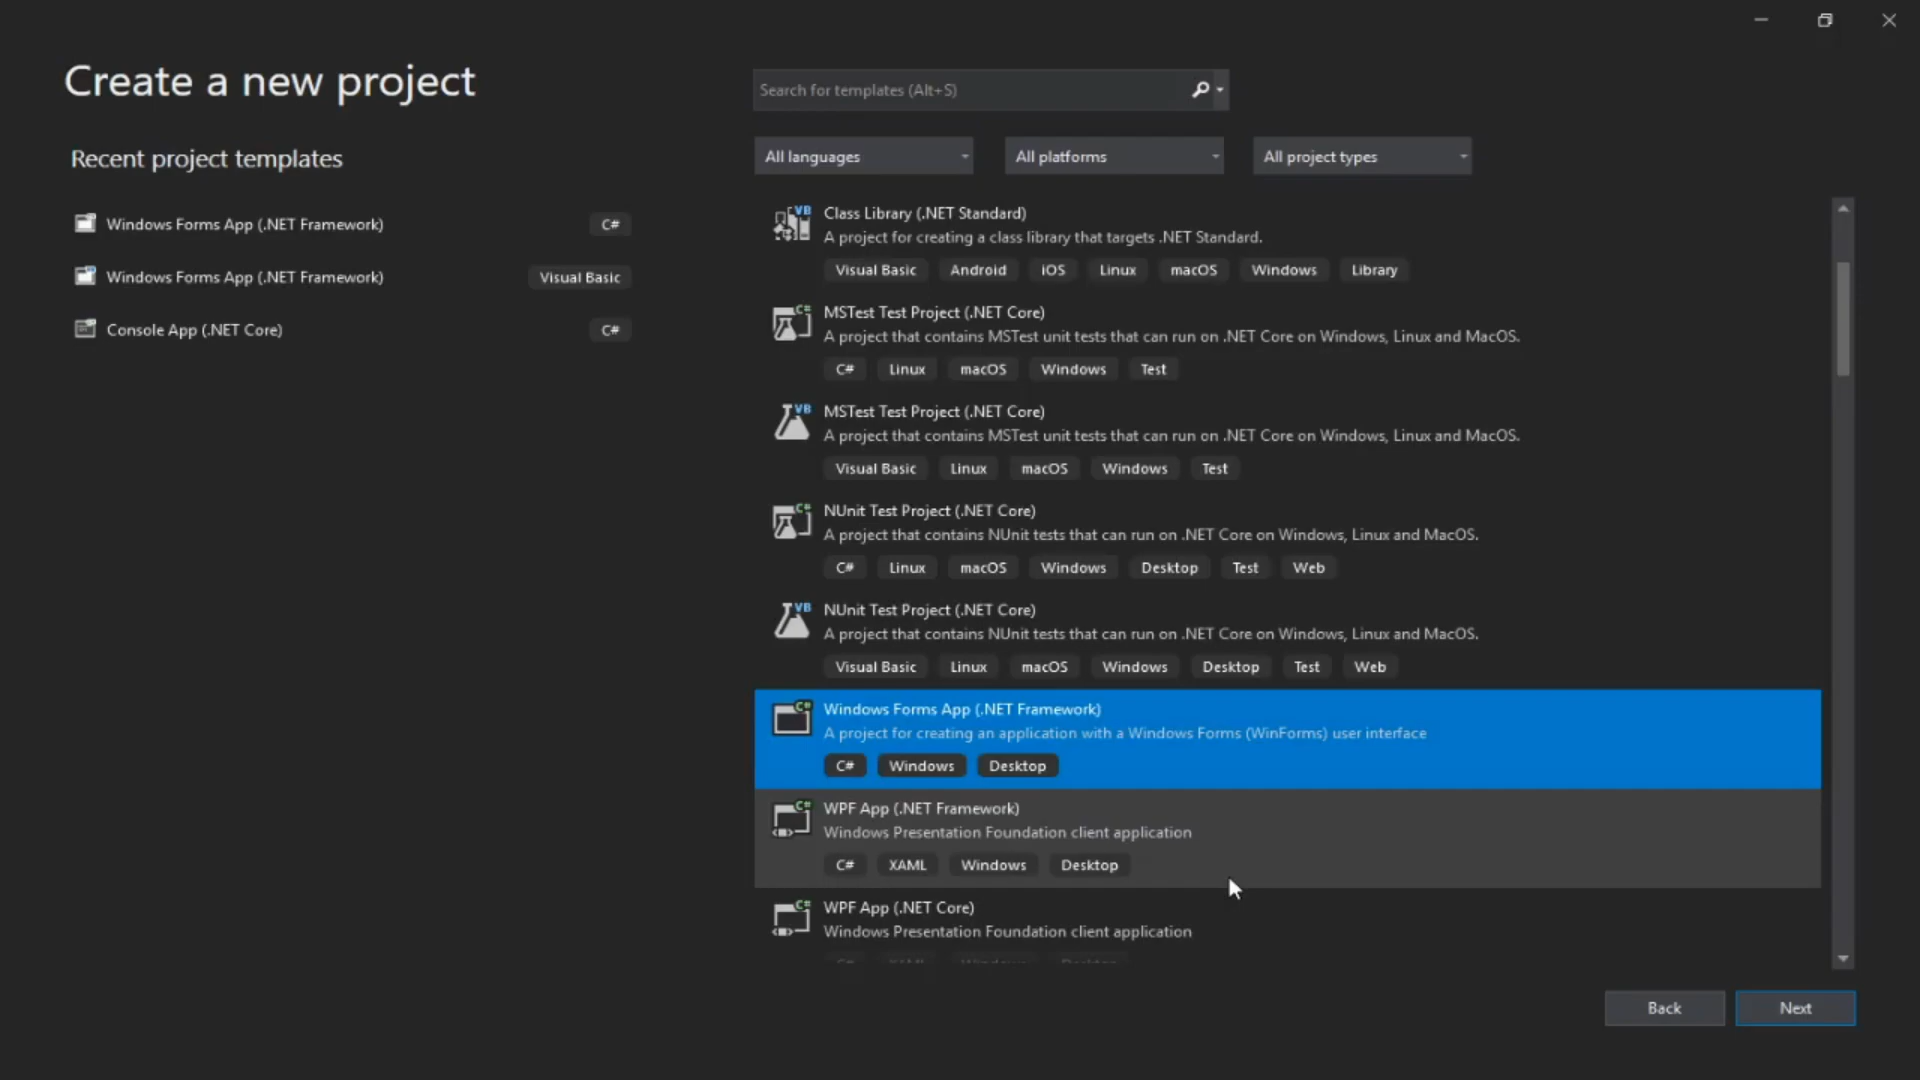 Create a new project
Recent project templates
Windows Forms App (.NET Framework) C#
Windows Forms App (.NET Framework) Visual Basic
Console App (.NET Core) C#
Search for templates (Alt+S)
All languages All platforms All project types
VB Class Library (.NET Standard)
A project for creating a class library that targets .NET Standard.
Visual Basic Android iOS Linux macOS Windows Library
C# MSTest Test Project (.NET Core)
A project that contains MSTest unit tests that can run on .NET Core on Windows, Linux and MacOS.
C# Linux macOS Windows Test
VB MSTest Test Project (.NET Core)
A project that contains MSTest unit tests that can run on .NET Core on Windows, Linux and MacOS.
Visual Basic Linux macOS Windows Test
C# NUnit Test Project (.NET Core)
A project that contains NUnit tests that can run on .NET Core on Windows, Linux and MacOS.
C# Linux macOS Windows Desktop Test Web
VB NUnit Test Project (.NET Core)
A project that contains NUnit tests that can run on .NET Core on Windows, Linux and MacOS.
Visual Basic Linux macOS Windows Desktop Test Web
C# Windows Forms App (.NET Framework)
A project for creating an application with a Windows Forms (WinForms) user interface
C# Windows Desktop
C# WPF App (.NET Framework)
Windows Presentation Foundation client application
C# XAML Windows Desktop
C# WPF App (.NET Core)
Windows Presentation Foundation client application
Back Next